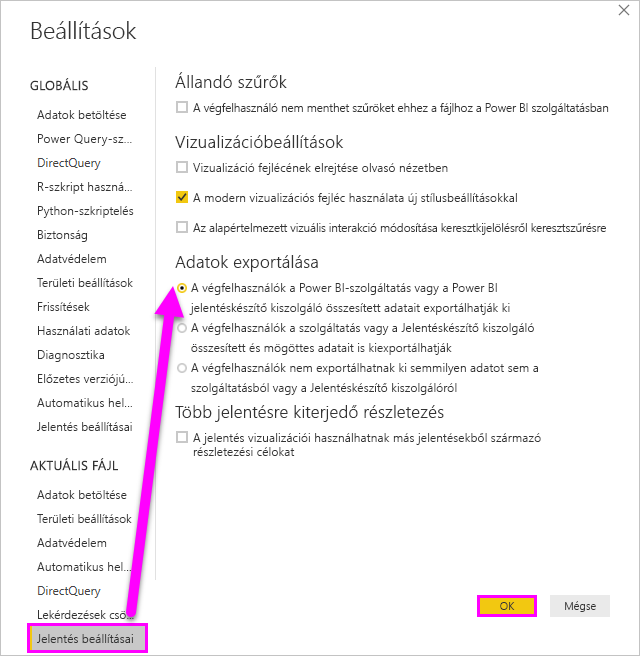 Beállítások
GLOBÁLIS
Adatok betöltése
Power Query-sz...
DirectQuery
R-szkript haszná...
Python-szkriptelés
Biztonság
Adatvédelem
Területi beállítások
Frissítések
Használati adatok
Diagnosztika
Előzetes verziójú...
Automatikus hel...
Jelentés beállításai
AKTUÁLIS FÁJL
Adatok betöltése
Területi beállítások
Adatvédelem
Automatikus hel...
DirectQuery
Lekérdezések csö...
Jelentés beállításai
Állandó szűrők
A végfelhasználó nem menthet szűröket ehhez a fájlhoz a Power BI szolgáltatásban
Vizualizációbeállítások
Vizualizáció fejlécének elrejtése olvasó nézetben
A modern vizualizációs fejléc használata új stílusbeállításokkal
Az alapértelmezett vizuális interakció módosítása keresztkijelölésről keresztszűrésre
Adatok exportálása
A végfelhasználók a Power BI-szolgáltatás vagy a Power BI
jelentéskészítő kiszolgáló összesített adatait exportálhatják ki
A végfelhasználók a szolgáltatás vagy a Jelentéskészítő kiszolgáló
összesített és mögöttes adatait is kiexportálhatják
A végfelhasználók nem exportálhatnak ki semmilyen adatot sem a
szolgáltatásból vagy a Jelentéskészítő kiszolgálóról
Több jelentésre kiterjedő részletezés
A jelentés vizualizációi használhatnak más jelentésekből származó
részletezési célokat
OK
Mégse